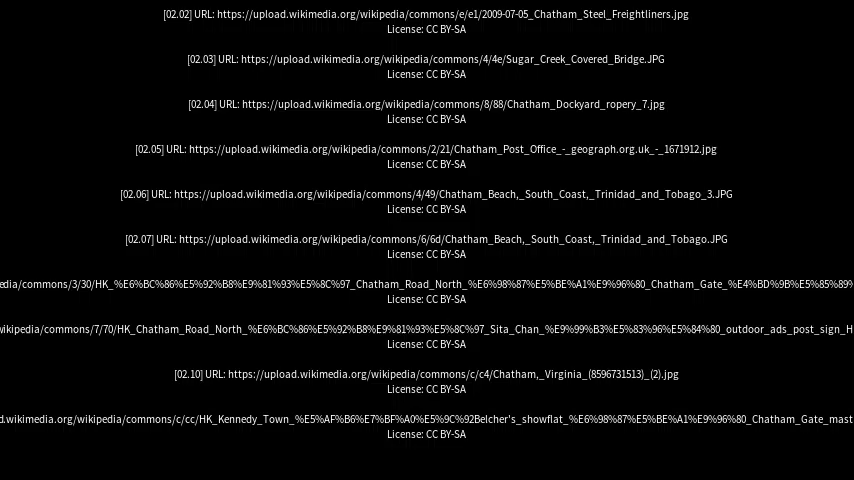 [02.02] URL: https://upload.wikimedia.org/wikipedia/commons/e/e1/2009-07-05_Chatham_Steel_Freightliners.jpg
License: CC BY-SA
[02.03] URL: https://upload.wikimedia.org/wikipedia/commons/4/4e/Sugar_Creek_Covered_Bridge.JPG
License: CC BY-SA
[02.04] URL: https://upload.wikimedia.org/wikipedia/commons/8/88/Chatham_Dockyard_ropery_7.jpg
License: CC BY-SA
[02.05] URL: https://upload.wikimedia.org/wikipedia/commons/2/21/Chatham_Post_Office_-_geograph.org.uk_-_1671912.jpg
License: CC BY-SA
[02.06] URL: https://upload.wikimedia.org/wikipedia/commons/4/49/Chatham_Beach,_South_Coast,_Trinidad_and_Tobago_3.JPG
License: CC BY-SA
[02.07] URL: https://upload.wikimedia.org/wikipedia/commons/6/6d/Chatham_Beach,_South_Coast,_Trinidad_and_Tobago.JPG
License: CC BY-SA
edia/commons/3/30/HK_%E6%BC%86%E5%92%B8%E9%81%93%E5%8C%97_Chatham_Road_North_%E6%98%87%E5%BE%A1%E9%96%80_Chatham_Gate_%E4%BD%9B%E5%85%89%
License: CC BY-SA
wikipedia/commons/7/70/HK_Chatham_Road_North_%E6%BC%86%E5%92%B8%E9%81%93%E5%8C%97_Sita_Chan_%E9%99%B3%E5%83%96%E5%84%80_outdoor_ads_post_sign_H
License: CC BY-SA
[02.10] URL: https://upload.wikimedia.org/wikipedia/commons/c/c4/Chatham,_Virginia_(8596731513)_(2).jpg
License: CC BY-SA
d.wikimedia.org/wikipedia/commons/c/cc/HK_Kennedy_Town_%E5%AF%B6%E7%BF%A0%E5%9C%92Belcher's_showflat_%E6%98%87%E5%BE%A1%E9%96%80_Chatham_Gate_mast
License: CC BY-SA